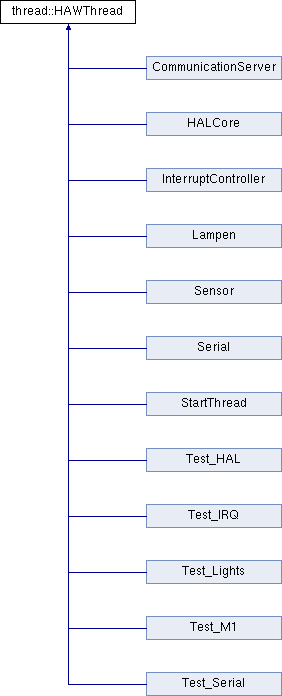 thread::HAWThread
CommunicationServer
HALCore
InterruptController
Lampen
Sensor
Serial
StartThread
Test_HAL
Test_IRQ
Test_Lights
Test_M1
Test_Serial